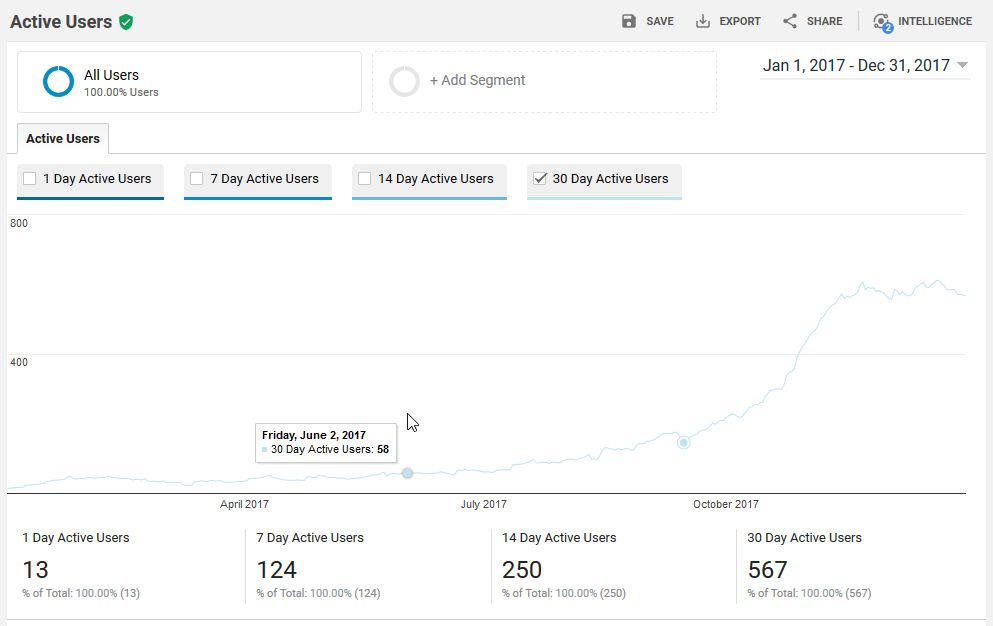 Active Users
SAVE EXPORT SHARE 2 INTELLIGENCE
All Users
100.00% Users
+ Add Segment
Jan 1, 2017 - Dec 31, 2017
Active Users
1 Day Active Users 7 Day Active Users 14 Day Active Users 30 Day Active Users
800
400
Friday, June 2, 2017
30 Day Active Users: 58
April 2017 July 2017 October 2017
1 Day Active Users 7 Day Active Users 14 Day Active Users 30 Day Active Users
13 124 250 567
% of Total: 100.00% (13) % of Total: 100.00% (124) % of Total: 100.00% (250) % of Total: 100.00% (567)